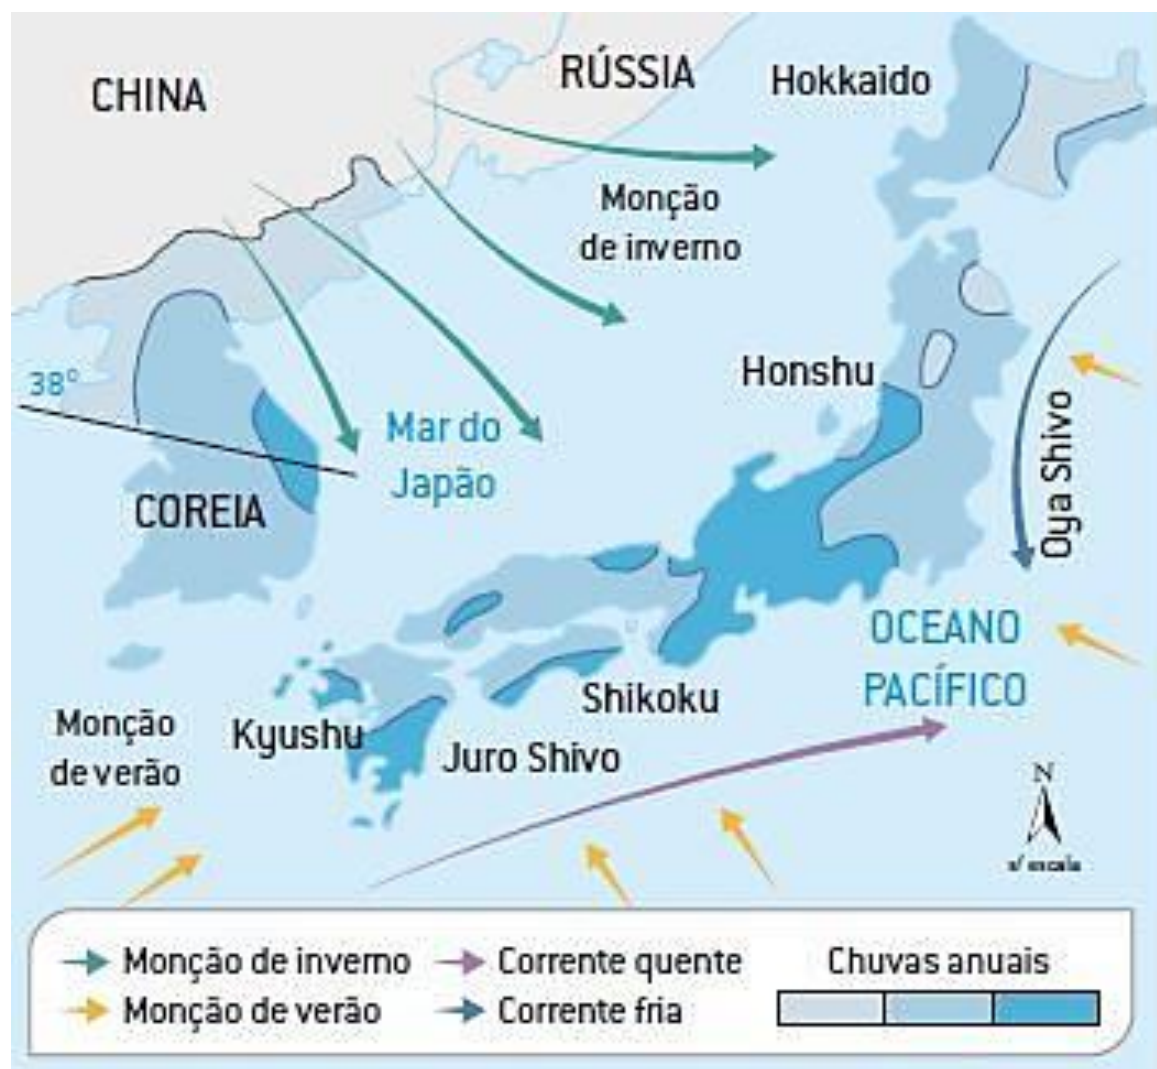 CHINA
RÚSSIA
Hokkaido
Monção
de inverno
38°
Honshu
Mar do
Japão
COREIA
Oya Shivo
OCEANO
PACÍFICO
Shikoku
Monção
de verão
Kyushu
Juro Shivo
N
s/ escala
Monção de inverno
Corrente quente
Chuvas anuais
Monção de verão
Corrente fria